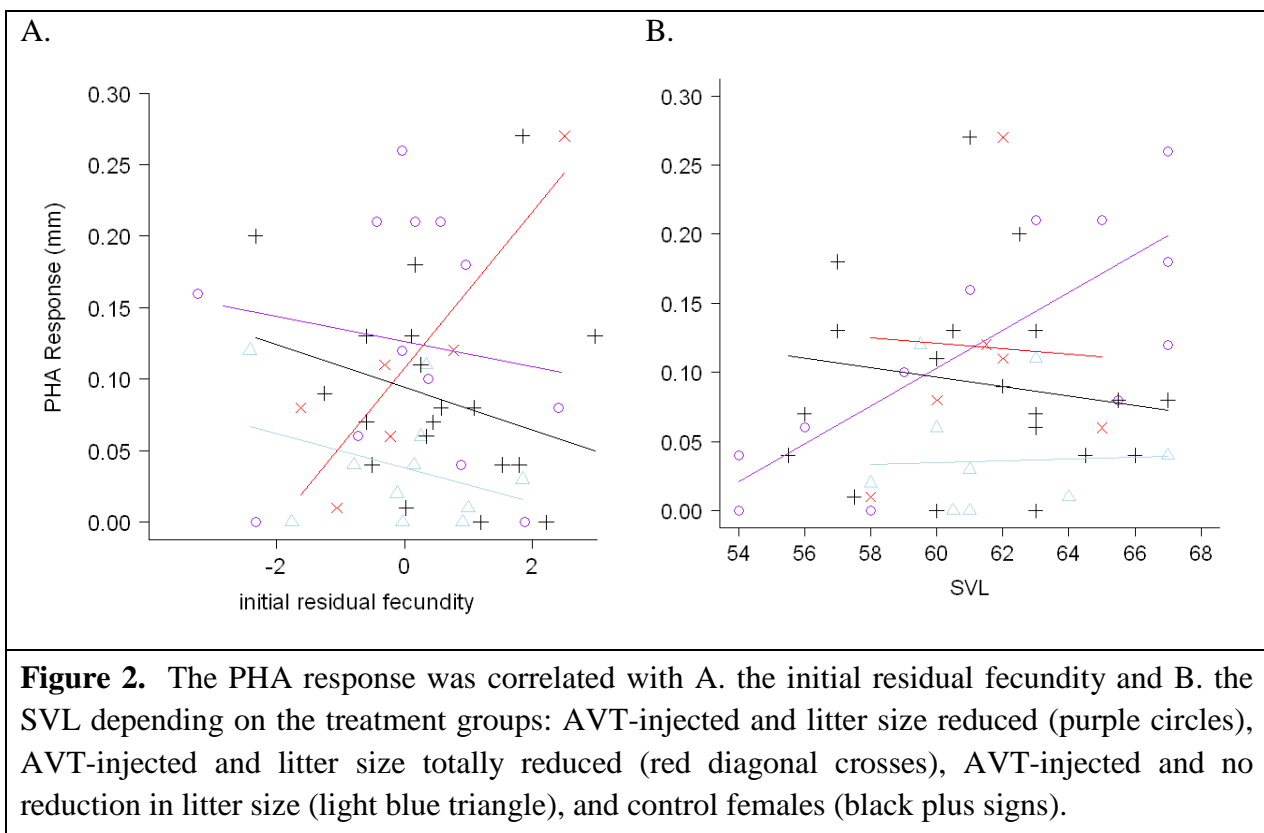 A.
B.
0.30
0.25
0.20
0.15
0.10
0.05
0.00
PHA Response (mm)
-2
0
2
initial residual fecundity
0.30
0.25
0.20
0.15
0.10
0.05
0.00
54
56
58
60
62
64
66
68
SVL
Figure 2. The PHA response was correlated with A. the initial residual fecundity and B. the
SVL depending on the treatment groups: AVT-injected and litter size reduced (purple circles),
AVT-injected and litter size totally reduced (red diagonal crosses), AVT-injected and no
reduction in litter size (light blue triangle), and control females (black plus signs).